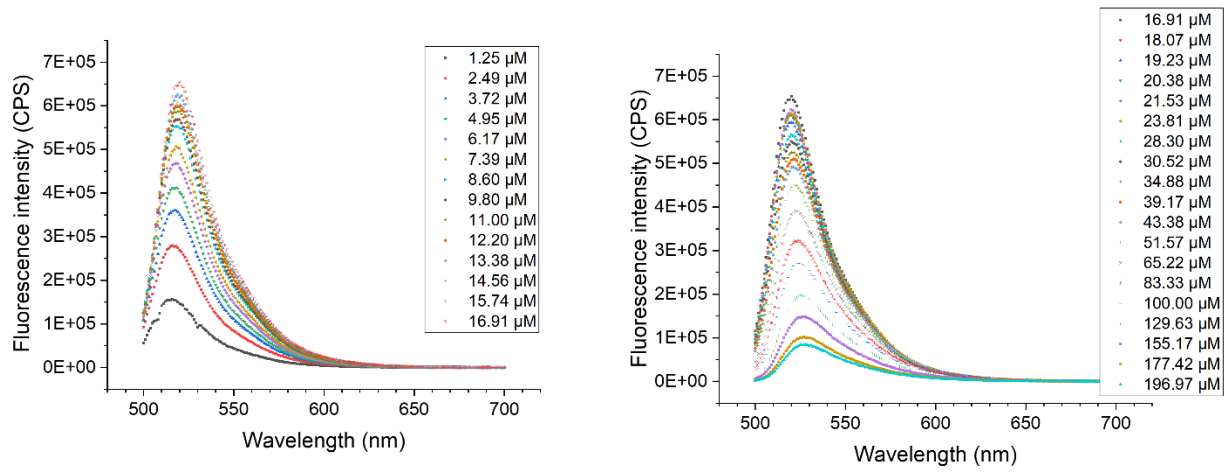 7E+05
6E+05
5E+05
4E+05
3E+05
2E+05
1E+05
0E+00
Fluorescence intensity (CPS)
500
550
600
650
700
Wavelength (nm)
1.25 µM
2.49 µM
3.72 µM
4.95 µM
6.17 µM
7.39 µM
8.60 µM
9.80 µM
11.00 µM
12.20 µM
13.38 µM
14.56 µM
15.74 µM
16.91 µM
7E+05
6E+05
5E+05
4E+05
3E+05
2E+05
1E+05
0E+00
Fluorescence intensity (CPS)
500
550
600
650
700
Wavelength (nm)
16.91 µM
18.07 µM
19.23 µM
20.38 µM
21.53 µM
23.81 µM
28.30 µM
30.52 µM
34.88 µM
39.17 µM
43.38 µM
51.57 µM
65.22 µM
83.33 µM
100.00 µM
129.63 µM
155.17 µM
177.42 µM
196.97 µM